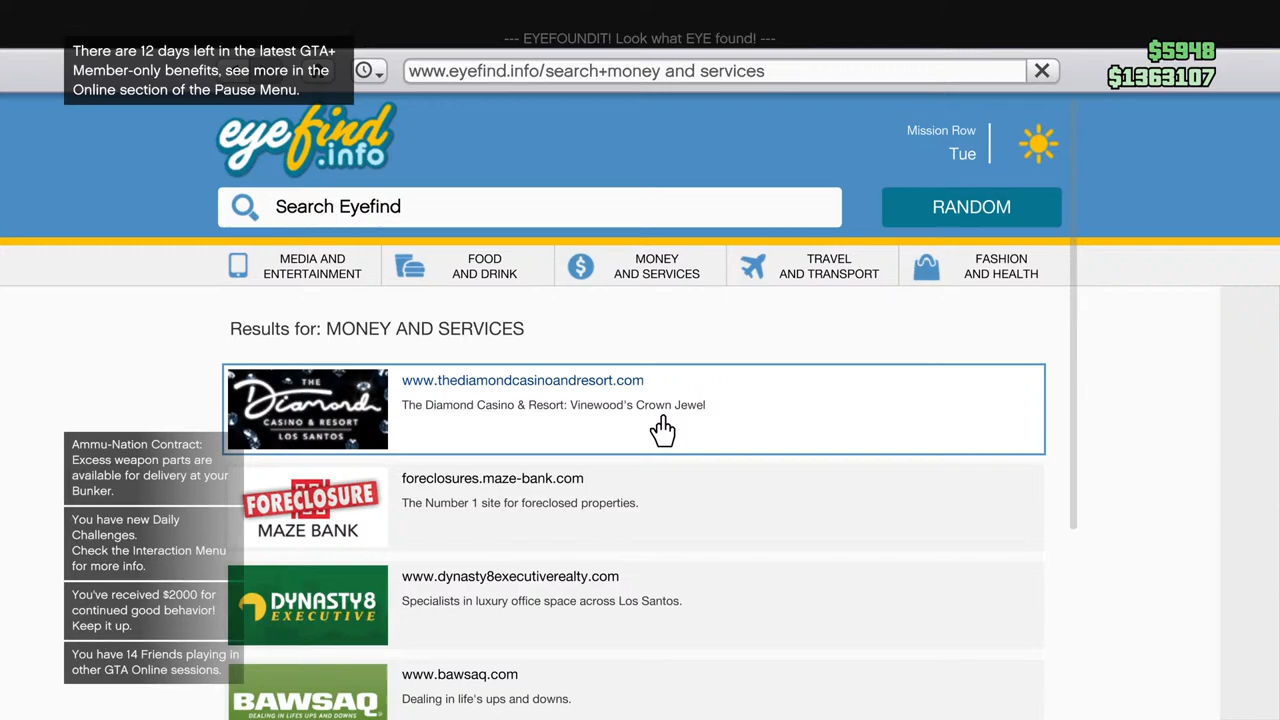 --- EYEFOUNDIT! Look what EYE found! ---
There are 12 days left in the latest GTA+
Member-only benefits, see more in the
Online section of the Pause Menu.
www.eyefind.info/search+money and services
$5948
$1363107
eyefind
.info
Mission Row
Tue
Search Eyefind
RANDOM
MEDIA AND
ENTERTAINMENT
FOOD
AND DRINK
MONEY
AND SERVICES
TRAVEL
AND TRANSPORT
FASHION
AND HEALTH
Results for: MONEY AND SERVICES
THE
Diamond
CASINO & RESORT
LOS SANTOS
www.thediamondcasinoandresort.com
The Diamond Casino & Resort: Vinewood's Crown Jewel
FORECLOSURE
MAZE BANK
foreclosures.maze-bank.com
The Number 1 site for foreclosed properties.
DYNASTY8
EXECUTIVE
www.dynasty8executiverealty.com
Specialists in luxury office space across Los Santos.
BAWSAQ
DEALING IN LIFE'S UPS AND DOWNS
www.bawsaq.com
Dealing in life's ups and downs.
Ammu-Nation Contract:
Excess weapon parts are
available for delivery at your
Bunker.
You have new Daily
Challenges.
Check the Interaction Menu
for more info.
You've received $2000 for
continued good behavior!
Keep it up.
You have 14 Friends playing in
other GTA Online sessions.